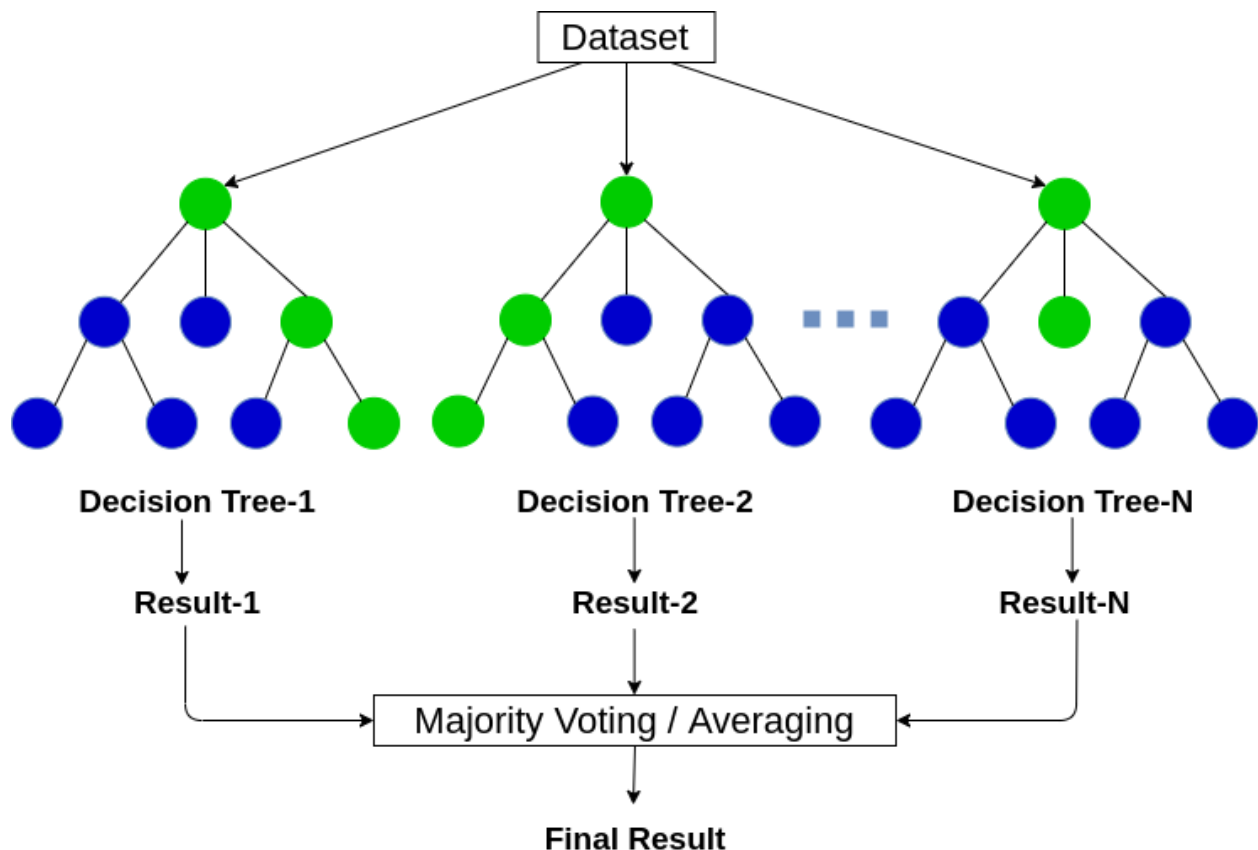 Dataset
Decision Tree-1
Decision Tree-2
Decision Tree-N
Result-1
Result-2
Result-N
Majority Voting / Averaging
Final Result